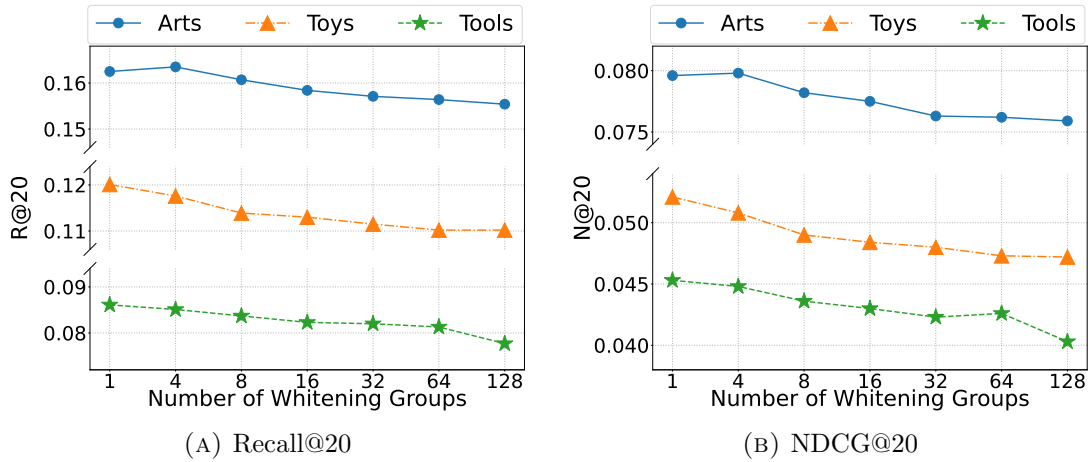 Arts Toys Tools
0.16
0.15
0.12
0.11
0.09
0.08
R@20
1 4 8 16 32 64 128
Number of Whitening Groups
(A) Recall@20
Arts Toys Tools
0.080
0.075
0.050
0.045
0.040
N@20
1 4 8 16 32 64 128
Number of Whitening Groups
(B) NDCG@20